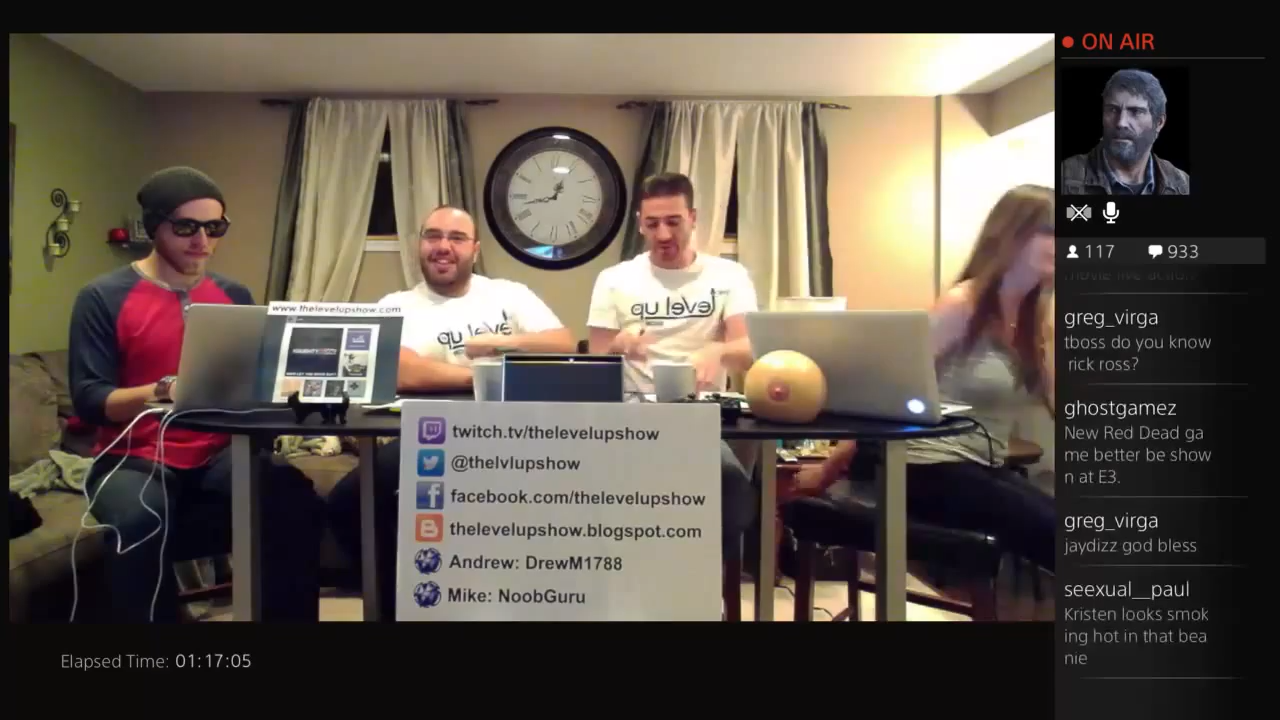 ON AIR
117 933
movie live action
greg_virga
tboss do you know
rick ross?
ghostgamez
New Red Dead ga
me better be show
n at E3.
greg_virga
jaydizz god bless
seexual__paul
Kristen looks smok
ing hot in that bea
nie
www.thelevelupshow.com
level up
level up
twitch.tv/thelevelupshow
@thelvlupshow
facebook.com/thelevelupshow
thelevelupshow.blogspot.com
Andrew: DrewM1788
Mike: NoobGuru
Elapsed Time: 01:17:05